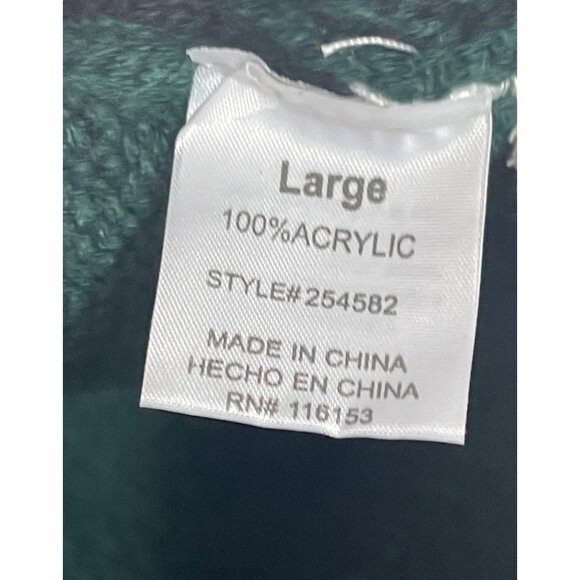 Large
100%ACRYLIC
STYLE# 254582
MADE IN CHINA
HECHO EN CHINA
RN# 116153